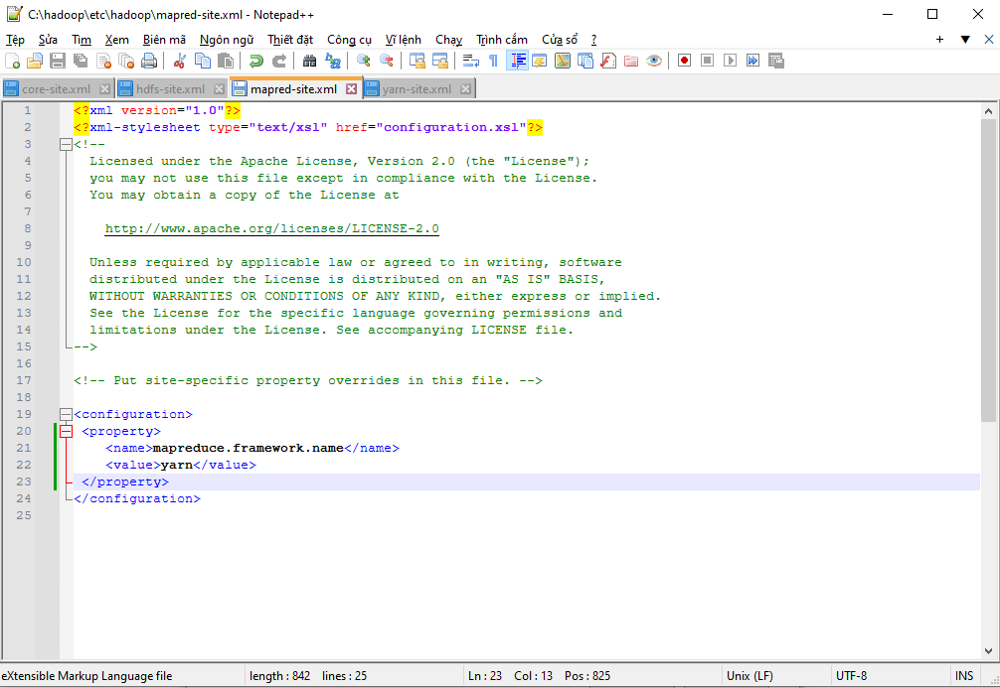 C:\hadoop\etc\hadoop\mapred-site.xml - Notepad++
Tệp Sửa Tìm Xem Biên mã Ngôn ngữ Thiết đặt Công cụ Vĩ lệnh Chạy Trình cắm Cửa sổ ?
core-site.xml hdfs-site.xml mapred-site.xml yarn-site.xml
1 <?xml version="1.0"?>
2 <?xml-stylesheet type="text/xsl" href="configuration.xsl"?>
3 <!--
4 Licensed under the Apache License, Version 2.0 (the "License");
5 you may not use this file except in compliance with the License.
6 You may obtain a copy of the License at
7
8 http://www.apache.org/licenses/LICENSE-2.0
9
10 Unless required by applicable law or agreed to in writing, software
11 distributed under the License is distributed on an "AS IS" BASIS,
12 WITHOUT WARRANTIES OR CONDITIONS OF ANY KIND, either express or implied.
13 See the License for the specific language governing permissions and
14 limitations under the License. See accompanying LICENSE file.
15 -->
16
17 <!-- Put site-specific property overrides in this file. -->
18
19 <configuration>
20 <property>
21 <name>mapreduce.framework.name</name>
22 <value>yarn</value>
23 </property>
24 </configuration>
25
eXtensible Markup Language file length : 842 lines : 25 Ln : 23 Col : 13 Pos : 825 Unix (LF) UTF-8 INS